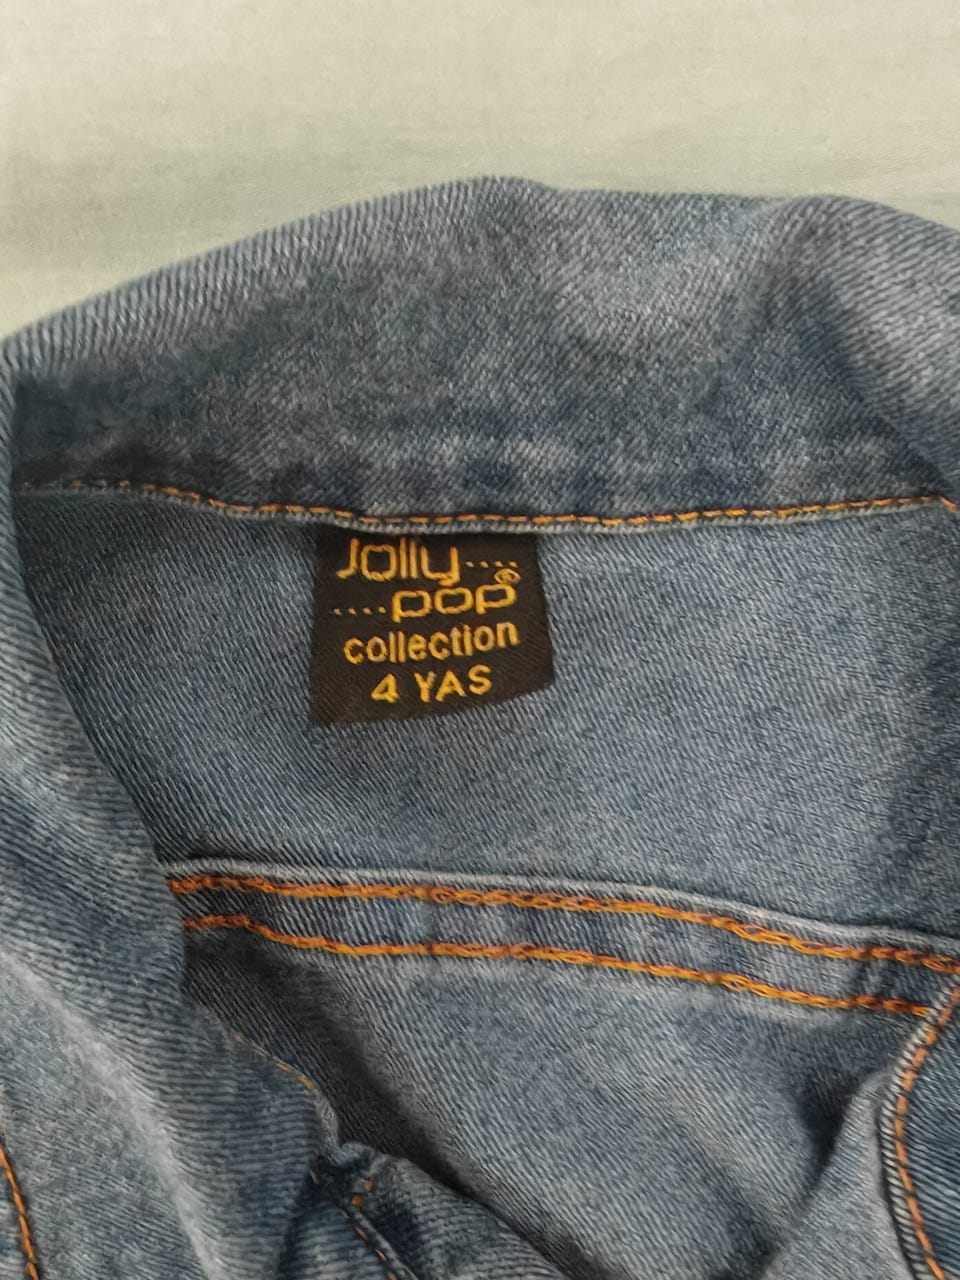 Jolly....
....pop®
collection
4 YAS